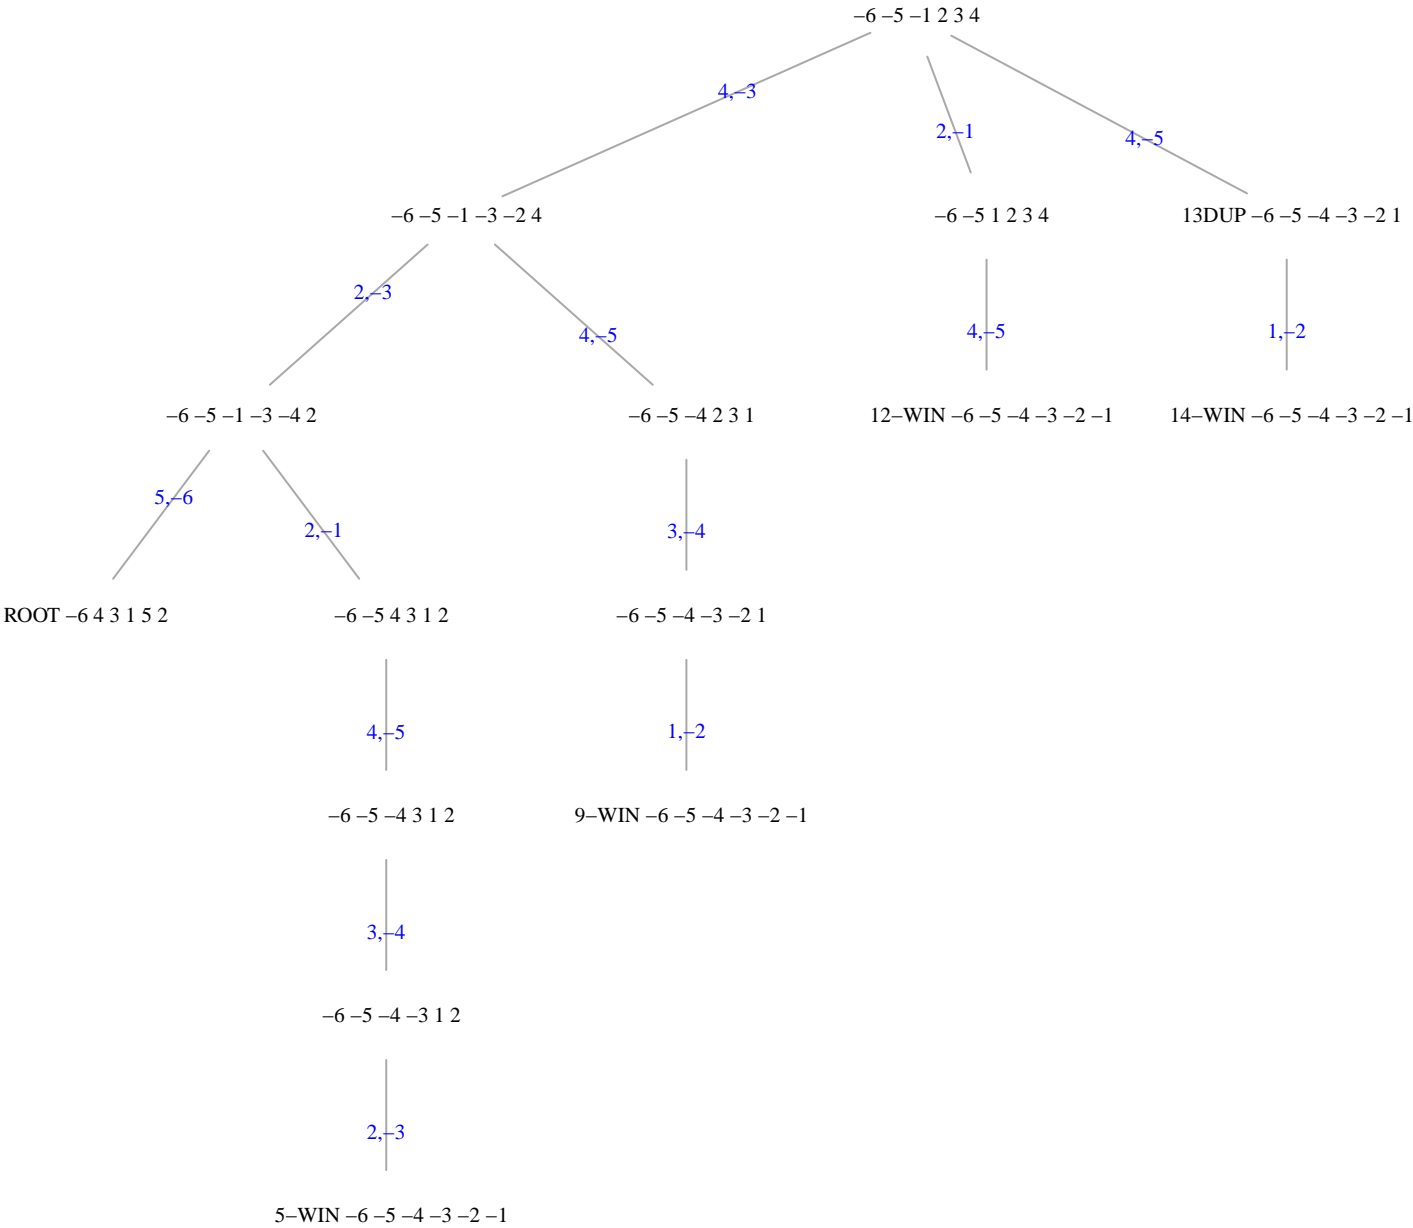 –6 –5 –1 2 3 4
4,–3
2,–1
4,–5
–6 –5 –1 –3 –2 4
–6 –5 1 2 3 4
13DUP –6 –5 –4 –3 –2 1
2,–3
4,–5
4,–5
1,–2
–6 –5 –1 –3 –4 2
–6 –5 –4 2 3 1
12–WIN –6 –5 –4 –3 –2 –1
14–WIN –6 –5 –4 –3 –2 –1
5,–6
2,–1
3,–4
ROOT –6 4 3 1 5 2
–6 –5 4 3 1 2
–6 –5 –4 –3 –2 1
4,–5
1,–2
–6 –5 –4 3 1 2
9–WIN –6 –5 –4 –3 –2 –1
3,–4
–6 –5 –4 –3 1 2
2,–3
5–WIN –6 –5 –4 –3 –2 –1